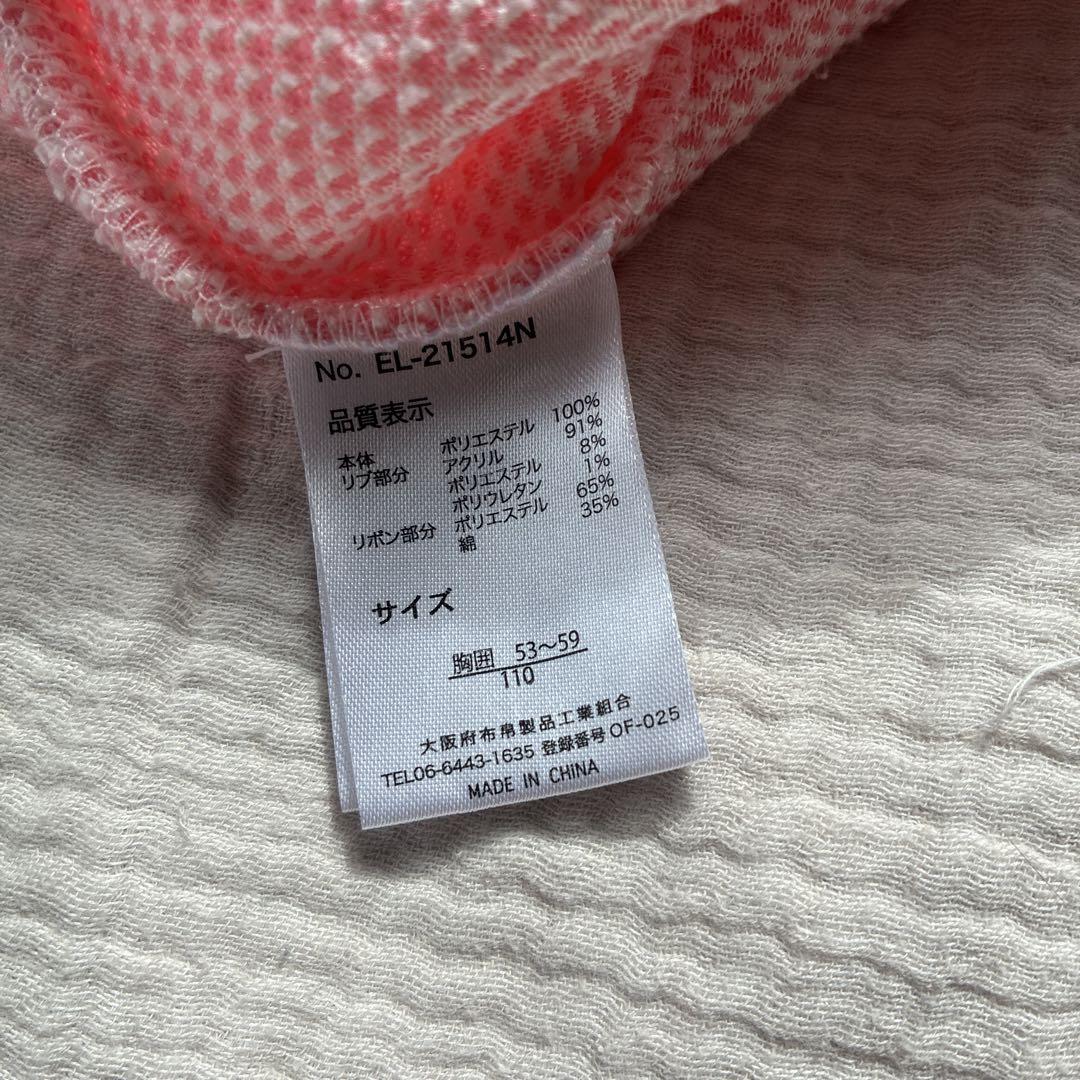 No. EL-21514N
品質表示
本体 ポリエステル 100%
リブ部分 アクリル 91%
ポリエステル 8%
ポリウレタン 1%
リボン部分 ポリエステル 65%
綿 35%
サイズ
胸囲 53～59
110
大阪府布帛製品工業組合
TEL06-6443-1635 登録番号OF-025
MADE IN CHINA